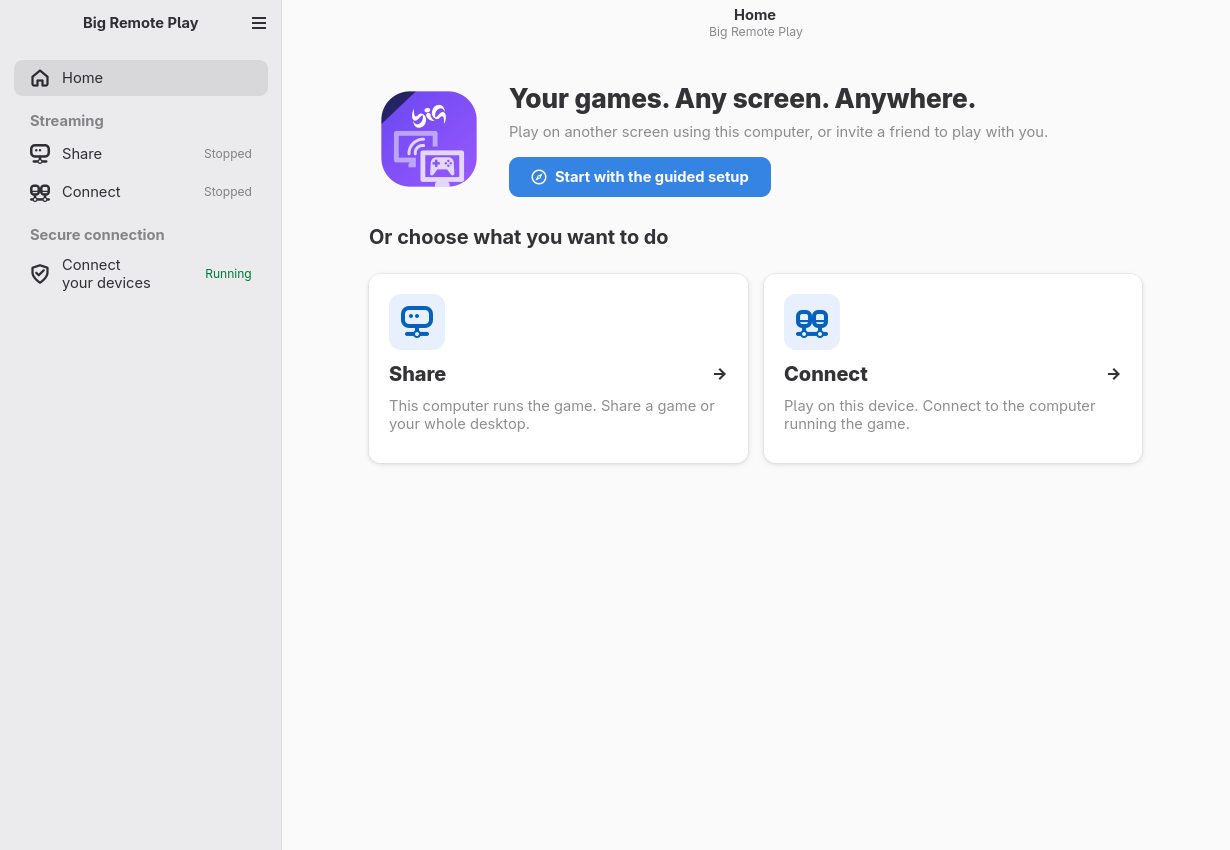 Big Remote Play
Home
Streaming
Share
Stopped
Connect
Stopped
Secure connection
Connect
your devices
Running
Home
Big Remote Play
big
Your games. Any screen. Anywhere.
Play on another screen using this computer, or invite a friend to play with you.
Start with the guided setup
Or choose what you want to do
Share
This computer runs the game. Share a game or
your whole desktop.
Connect
Play on this device. Connect to the computer
running the game.